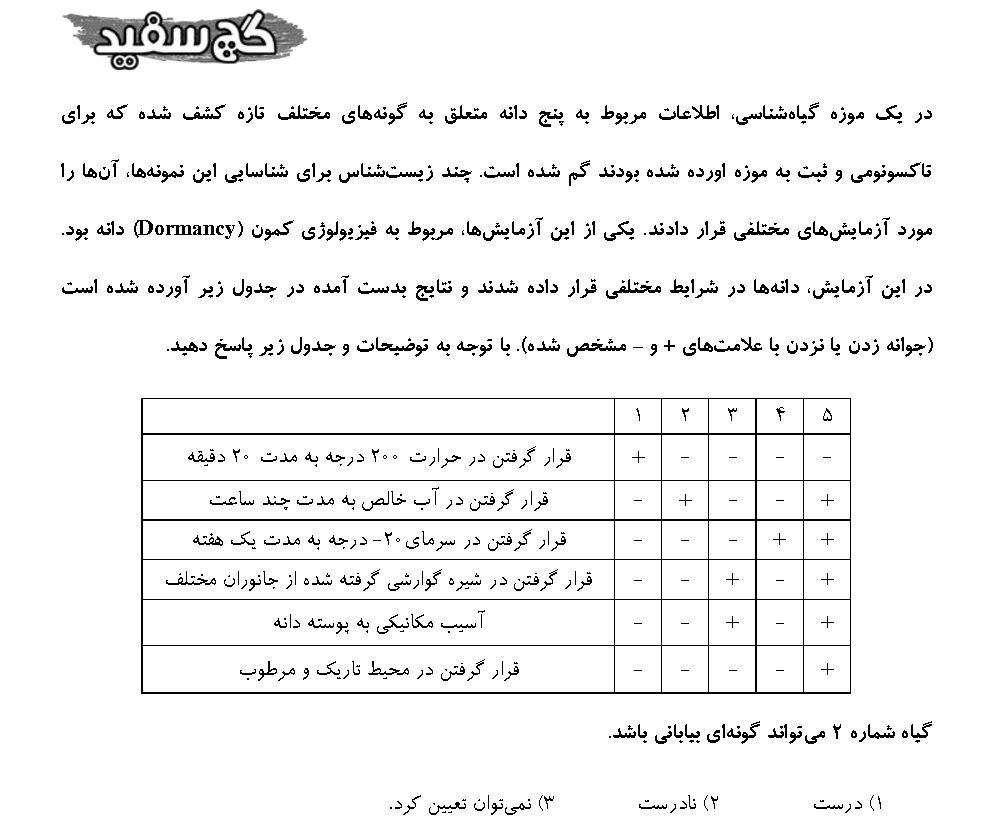 گچ سفید
در یک موزه گیاه‌شناسی، اطلاعات مربوط به پنج دانه متعلق به گونه‌های مختلف تازه کشف شده که برای
تاکسونومی و ثبت به موزه اورده شده بودند گم شده است. چند زیست‌شناس برای شناسایی این نمونه‌ها، آن‌ها را
مورد آزمایش‌های مختلفی قرار دادند. یکی از این آزمایش‌ها، مربوط به فیزیولوژی کمون (Dormancy) دانه بود.
در این آزمایش، دانه‌ها در شرایط مختلفی قرار داده شدند و نتایج بدست آمده در جدول زیر آورده شده است
(جوانه زدن یا نزدن با علامت‌های + و – مشخص شده). با توجه به توضیحات و جدول زیر پاسخ دهید.
۱ ۲ ۳ ۴ ۵
قرار گرفتن در حرارت ۲۰۰ درجه به مدت ۲۰ دقیقه + - - - -
قرار گرفتن در آب خالص به مدت چند ساعت - + - - +
قرار گرفتن در سرمای ۲۰- درجه به مدت یک هفته - - - + +
قرار گرفتن در شیره گوارشی گرفته شده از جانوران مختلف - - + - +
آسیب مکانیکی به پوسته دانه - - + - +
قرار گرفتن در محیط تاریک و مرطوب - - - - +
گیاه شماره ۲ می‌تواند گونه‌ای بیابانی باشد.
۱) درست ۲) نادرست ۳) نمی‌توان تعیین کرد.